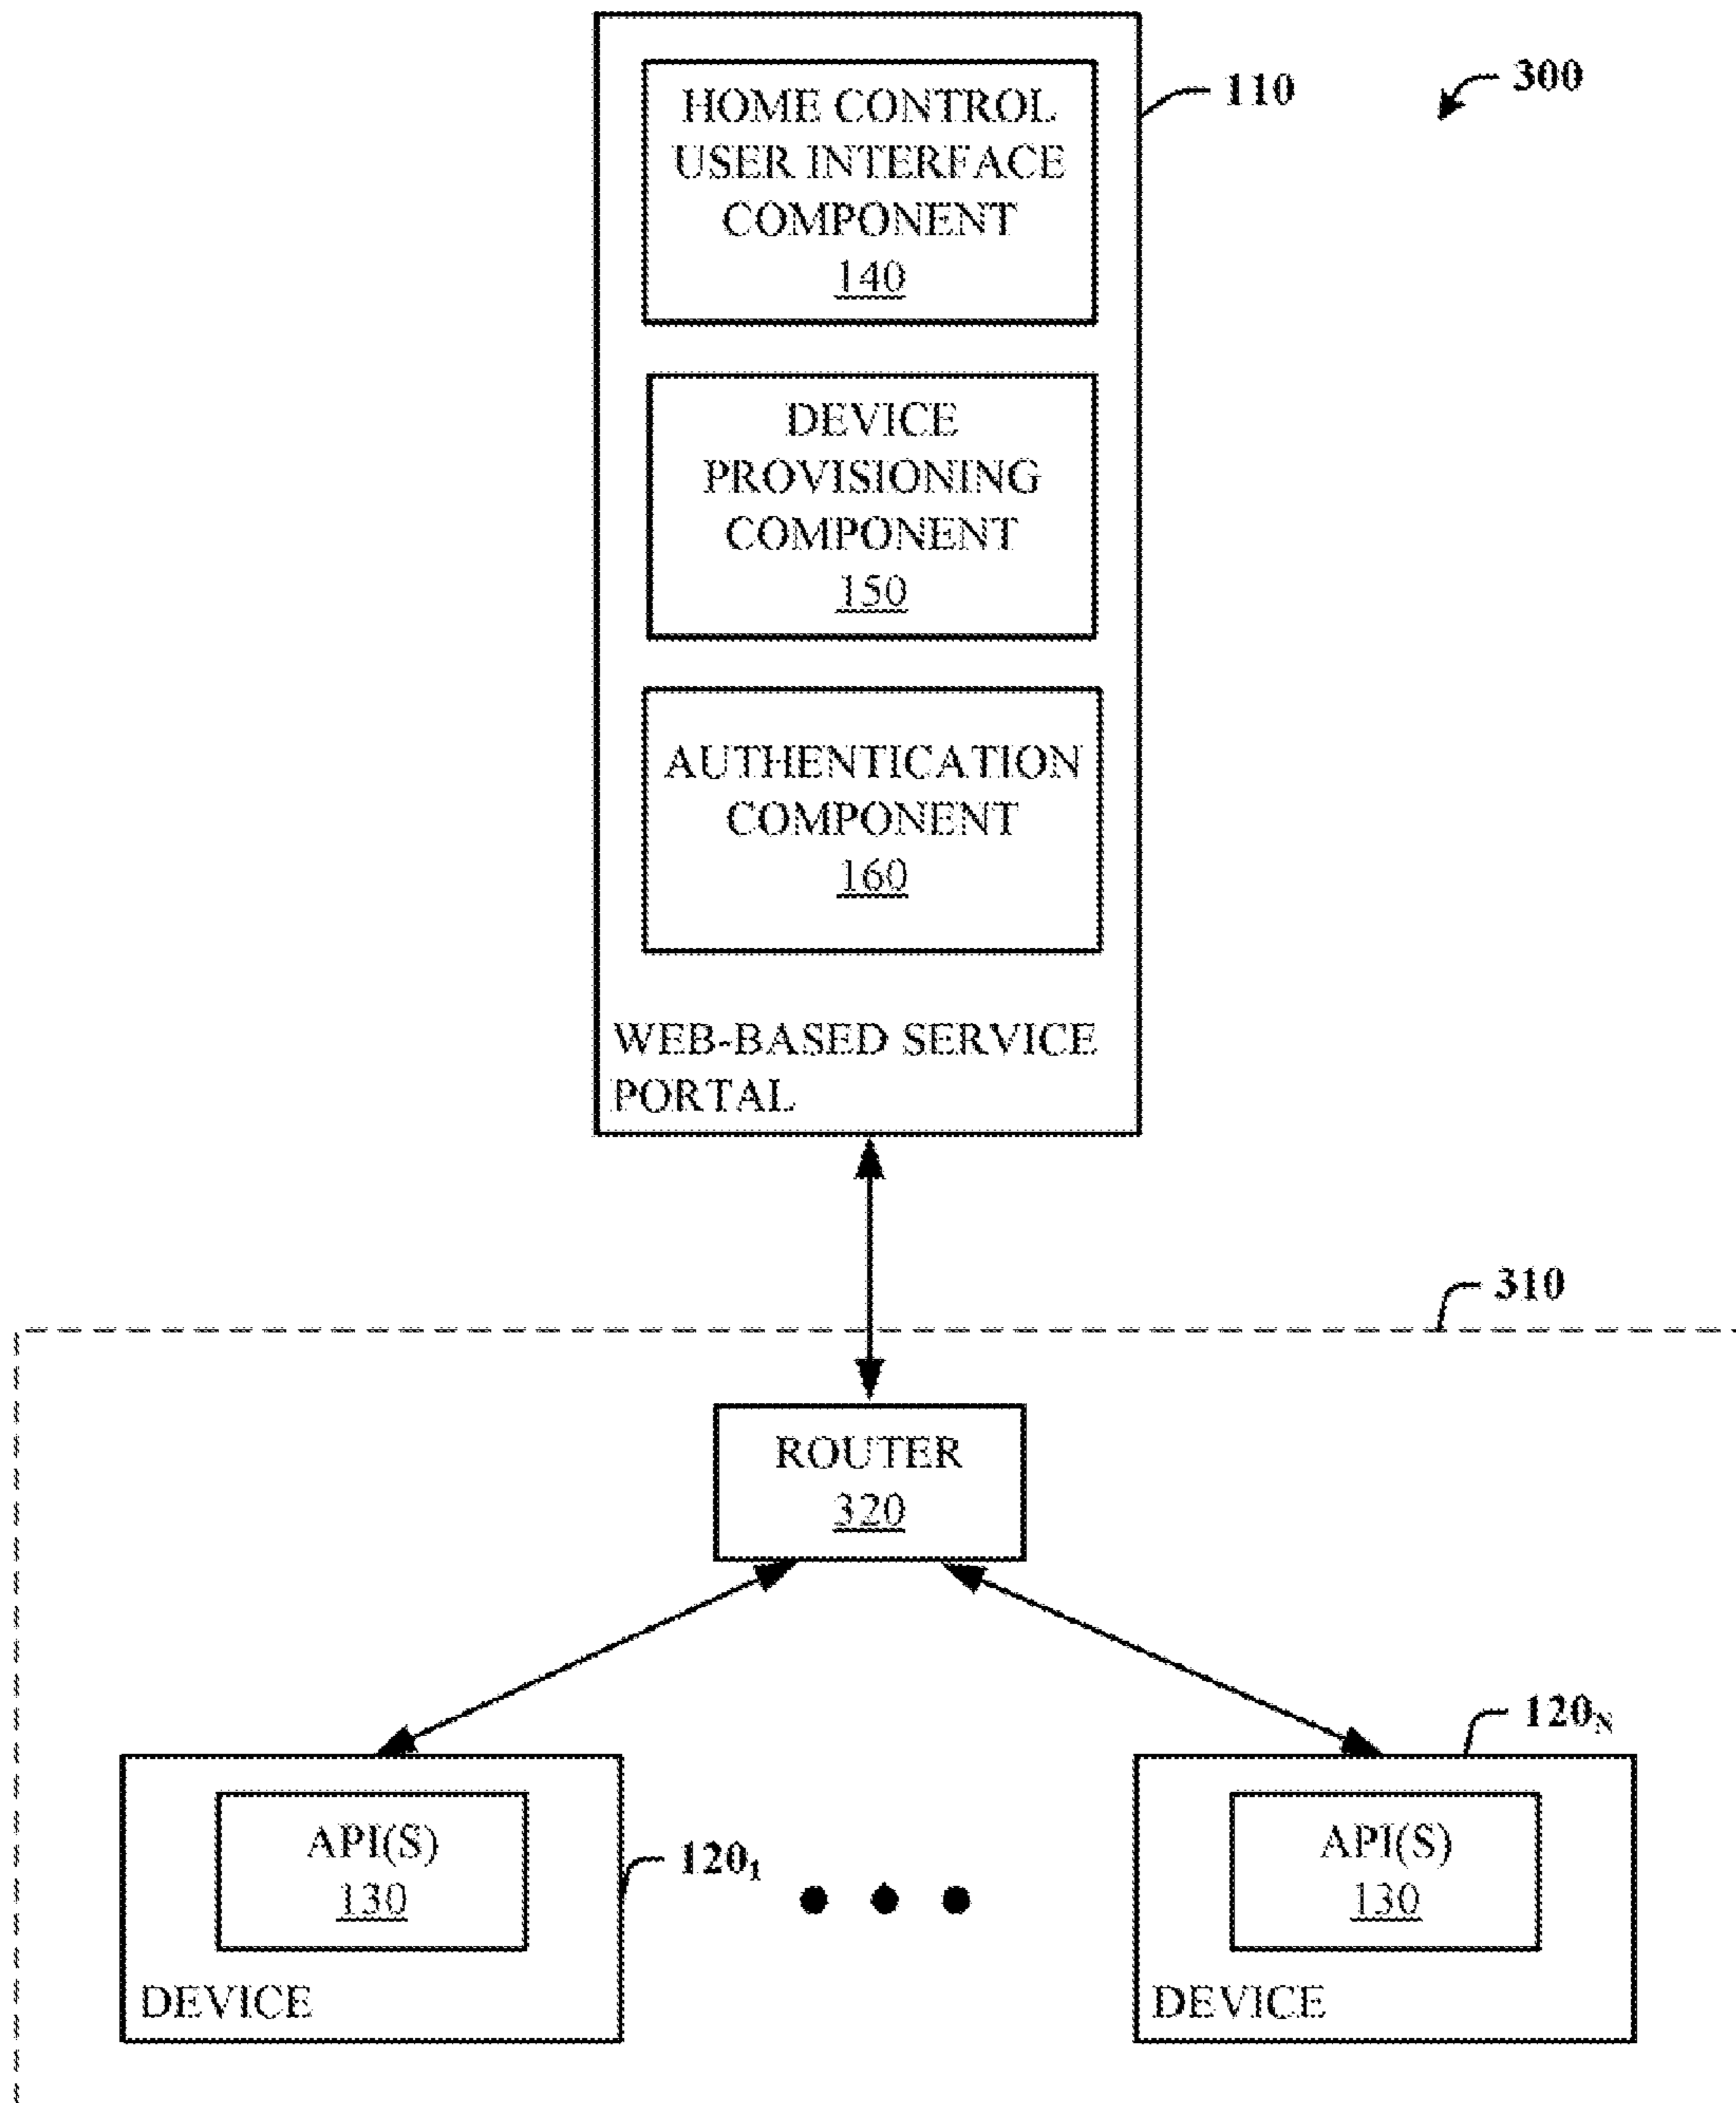 HOME CONTROL
USER INTERFACE
COMPONENT
140
110
300
DEVICE
PROVISIONING
COMPONENT
150
AUTHENTICATION
COMPONENT
160
WEB-BASED SERVICE
PORTAL
310
ROUTER
320
API(S)
130
DEVICE
120₁
120ₙ
API(S)
130
DEVICE